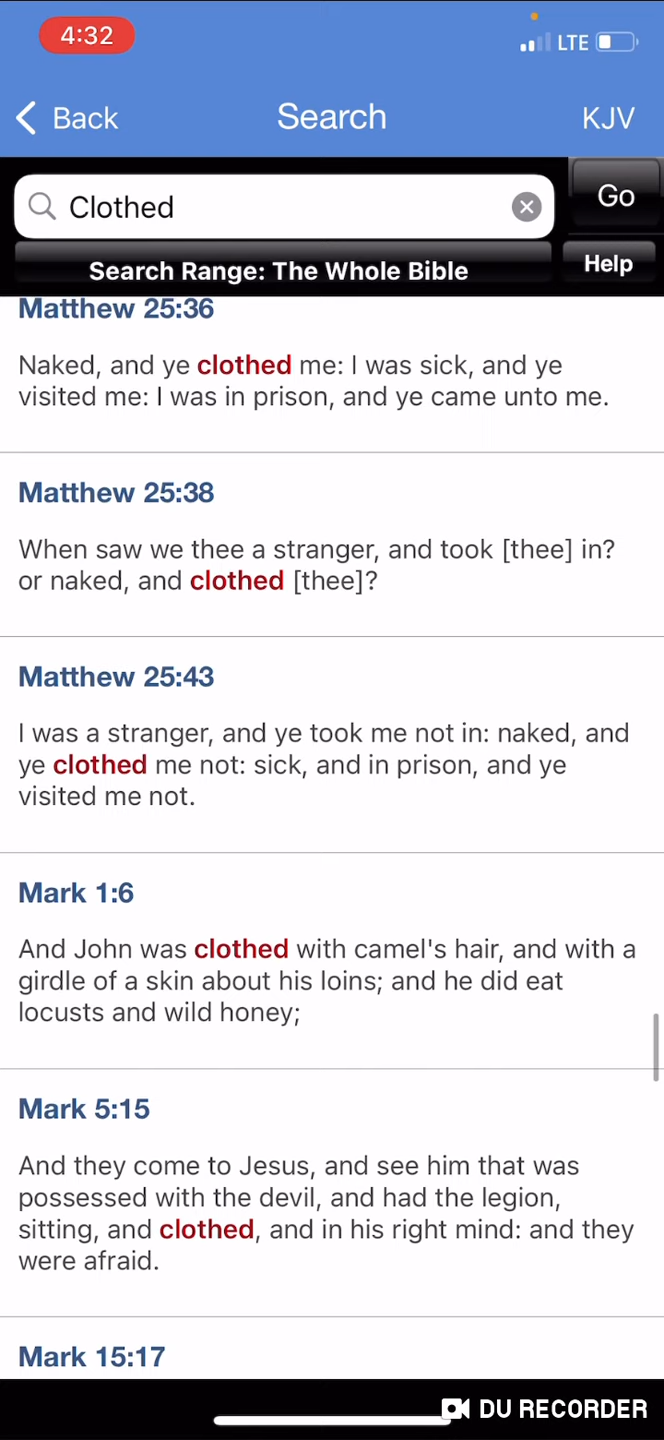 4:32
LTE
Back
Search
KJV
Clothed
Go
Search Range: The Whole Bible
Help
Matthew 25:36
Naked, and ye clothed me: I was sick, and ye
visited me: I was in prison, and ye came unto me.
Matthew 25:38
When saw we thee a stranger, and took [thee] in?
or naked, and clothed [thee]?
Matthew 25:43
I was a stranger, and ye took me not in: naked, and
ye clothed me not: sick, and in prison, and ye
visited me not.
Mark 1:6
And John was clothed with camel's hair, and with a
girdle of a skin about his loins; and he did eat
locusts and wild honey;
Mark 5:15
And they come to Jesus, and see him that was
possessed with the devil, and had the legion,
sitting, and clothed, and in his right mind: and they
were afraid.
Mark 15:17
DU RECORDER